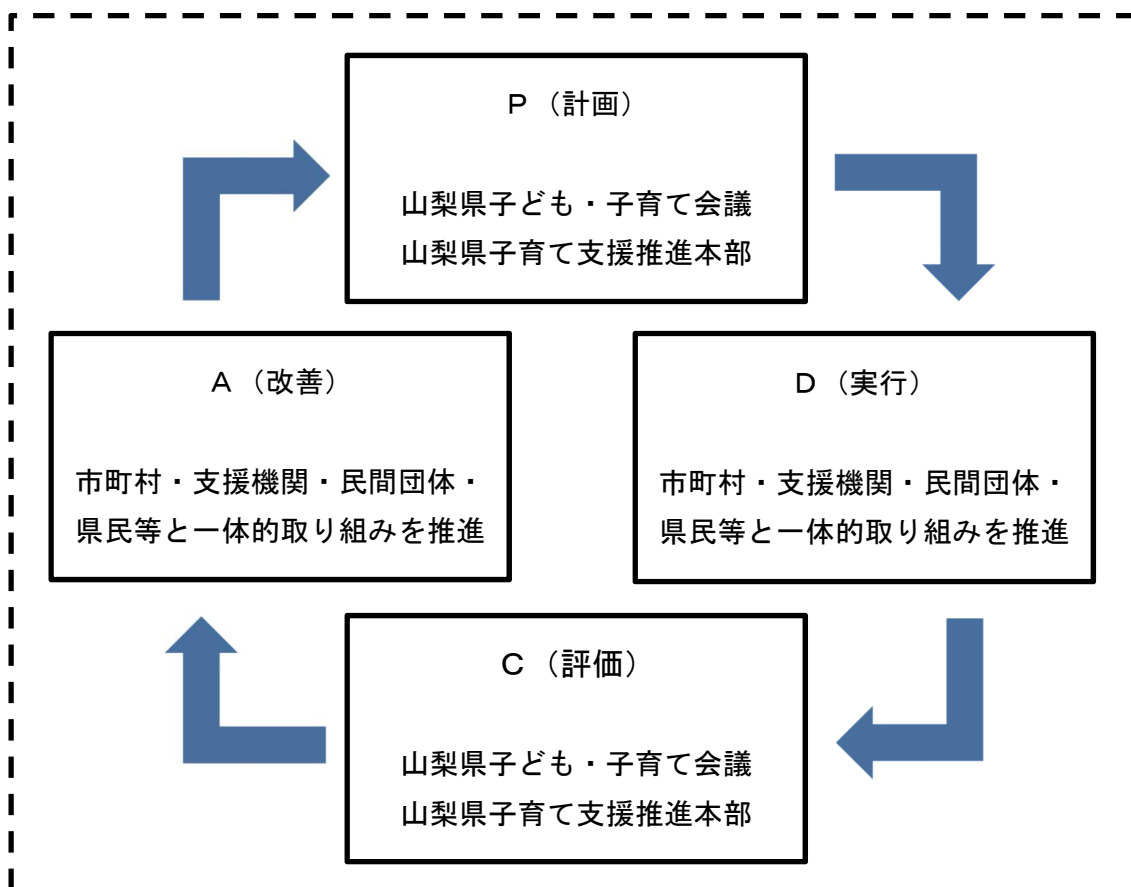 P（計画）
山梨県子ども・子育て会議
山梨県子育て支援推進本部
A（改善）
市町村・支援機関・民間団体・
県民等と一体的取り組みを推進
D（実行）
市町村・支援機関・民間団体・
県民等と一体的取り組みを推進
C（評価）
山梨県子ども・子育て会議
山梨県子育て支援推進本部